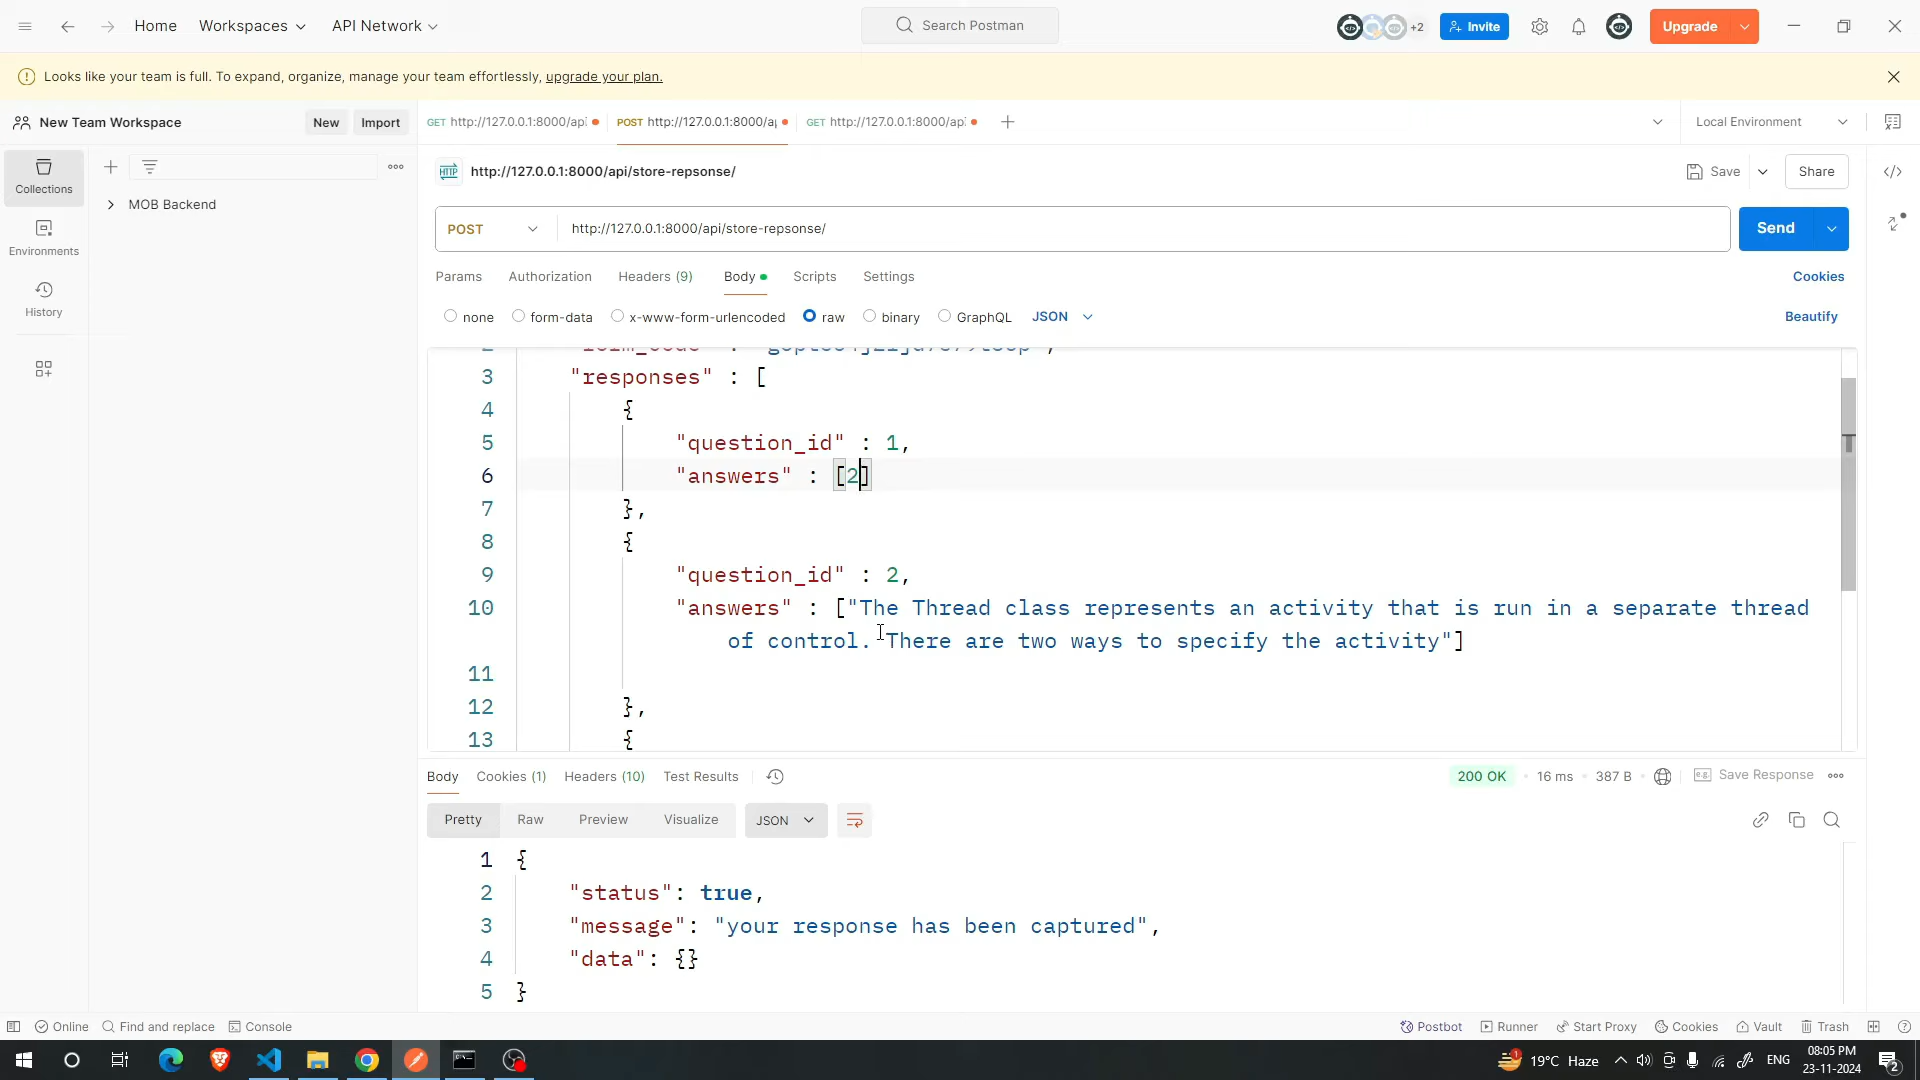 Home
Workspaces
API Network
Search Postman
+2
Invite
Upgrade
Looks like your team is full. To expand, organize, manage your team effortlessly, upgrade your plan.
New Team Workspace
New
Import
GET http://127.0.0.1:8000/api
POST http://127.0.0.1:8000/a
GET http://127.0.0.1:8000/api
Local Environment
Collections
Environments
History
MOB Backend
HTTP
http://127.0.0.1:8000/api/store-repsonse/
Save
Share
POST
http://127.0.0.1:8000/api/store-repsonse/
Send
Params
Authorization
Headers (9)
Body
Scripts
Settings
Cookies
none
form-data
x-www-form-urlencoded
raw
binary
GraphQL
JSON
Beautify
3 "responses" : [
4 {
5 "question_id" : 1,
6 "answers" : [2]
7 },
8 {
9 "question_id" : 2,
10 "answers" : ["The Thread class represents an activity that is run in a separate thread
of control. There are two ways to specify the activity"]
11
12 },
13 {
Body
Cookies (1)
Headers (10)
Test Results
200 OK
16 ms
387 B
Save Response
Pretty
Raw
Preview
Visualize
JSON
1 {
2 "status": true,
3 "message": "your response has been captured",
4 "data": {}
5 }
Online
Find and replace
Console
Postbot
Runner
Start Proxy
Cookies
Vault
Trash
1
19°C Haze
ENG
08:05 PM
23-11-2024
2